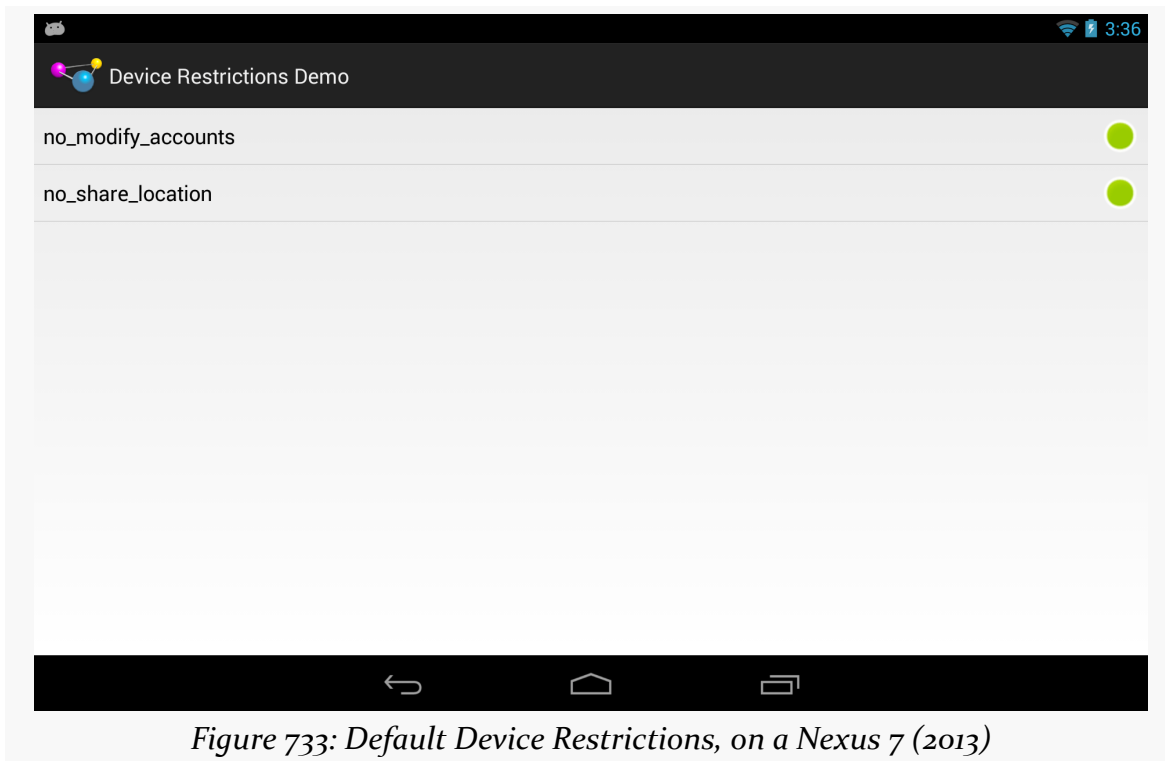 3:36
Device Restrictions Demo
no_modify_accounts
no_share_location
Figure 733: Default Device Restrictions, on a Nexus 7 (2013)